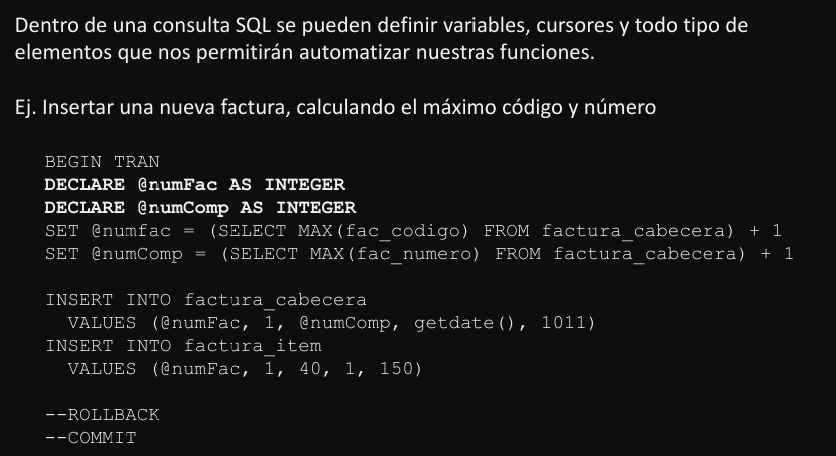 Dentro de una consulta SQL se pueden definir variables, cursores y todo tipo de
elementos que nos permitirán automatizar nuestras funciones.
Ej. Insertar una nueva factura, calculando el máximo código y número
BEGIN TRAN
DECLARE @numFac AS INTEGER
DECLARE @numComp AS INTEGER
SET @numfac = (SELECT MAX(fac_codigo) FROM factura_cabecera) + 1
SET @numComp = (SELECT MAX(fac_numero) FROM factura_cabecera) + 1
INSERT INTO factura_cabecera
VALUES (@numFac, 1, @numComp, getdate(), 1011)
INSERT INTO factura_item
VALUES (@numFac, 1, 40, 1, 150)
--ROLLBACK
--COMMIT